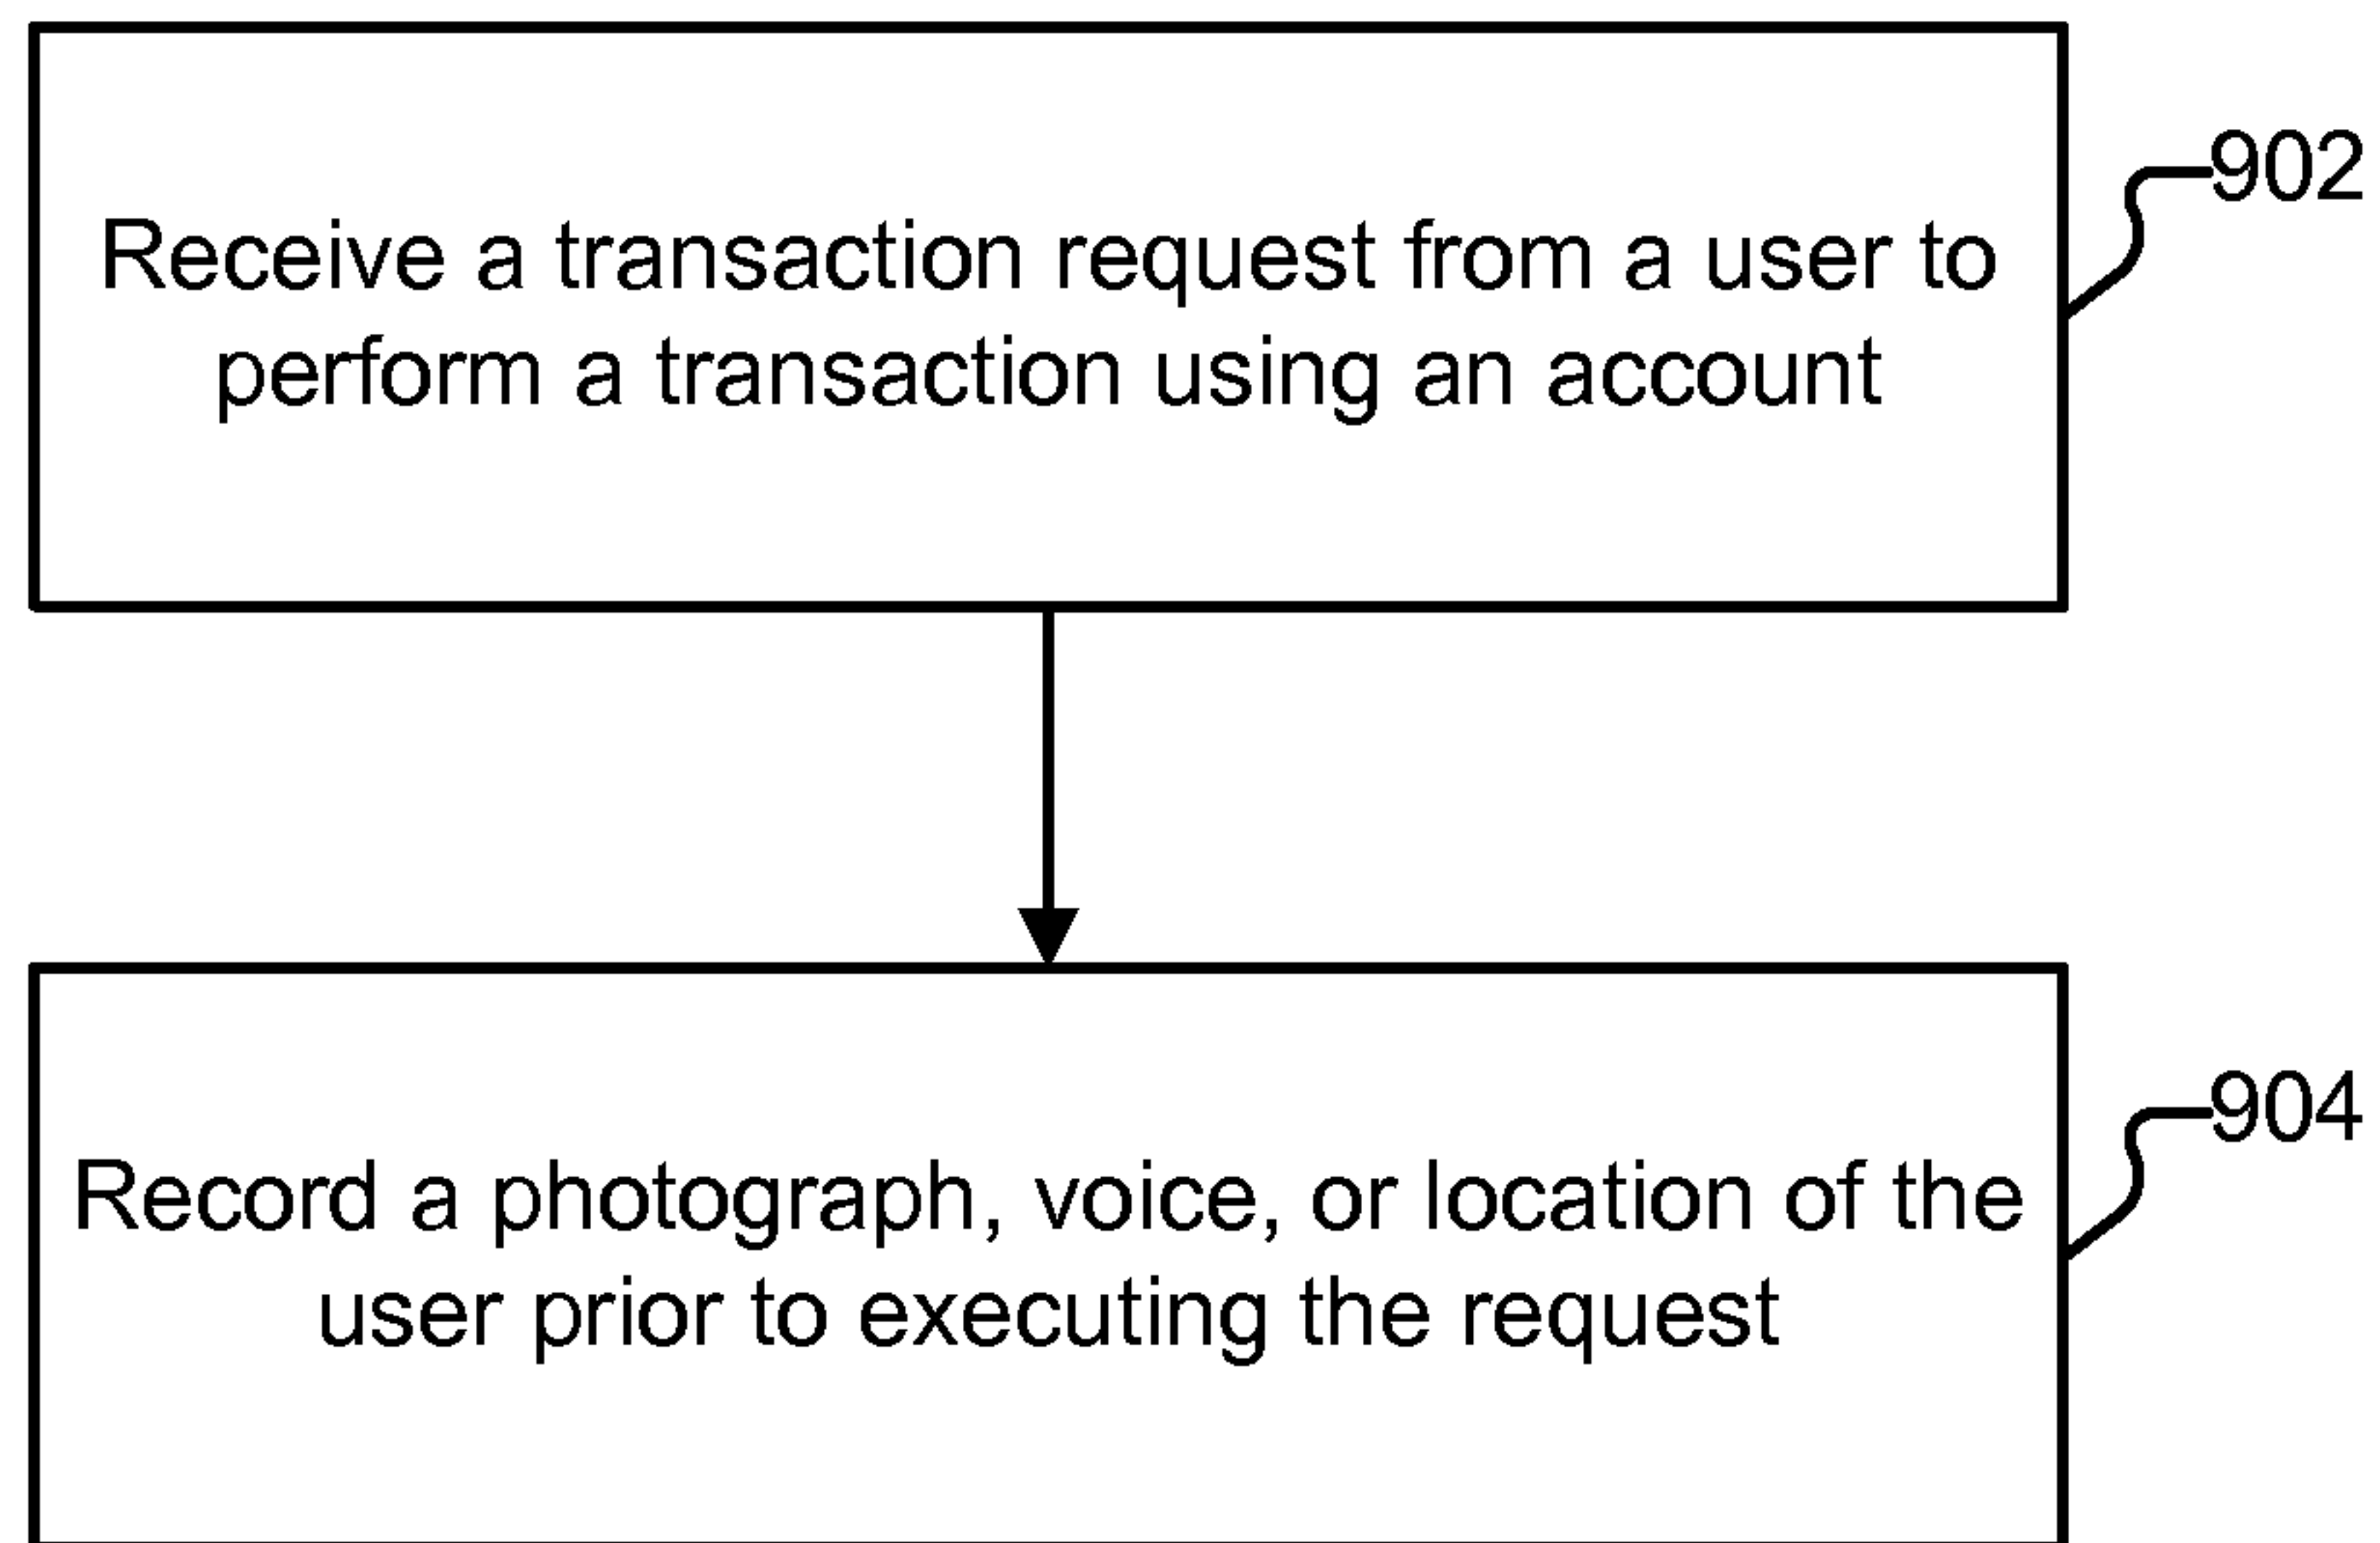 902
Receive a transaction request from a user to
perform a transaction using an account
904
Record a photograph, voice, or location of the
user prior to executing the request